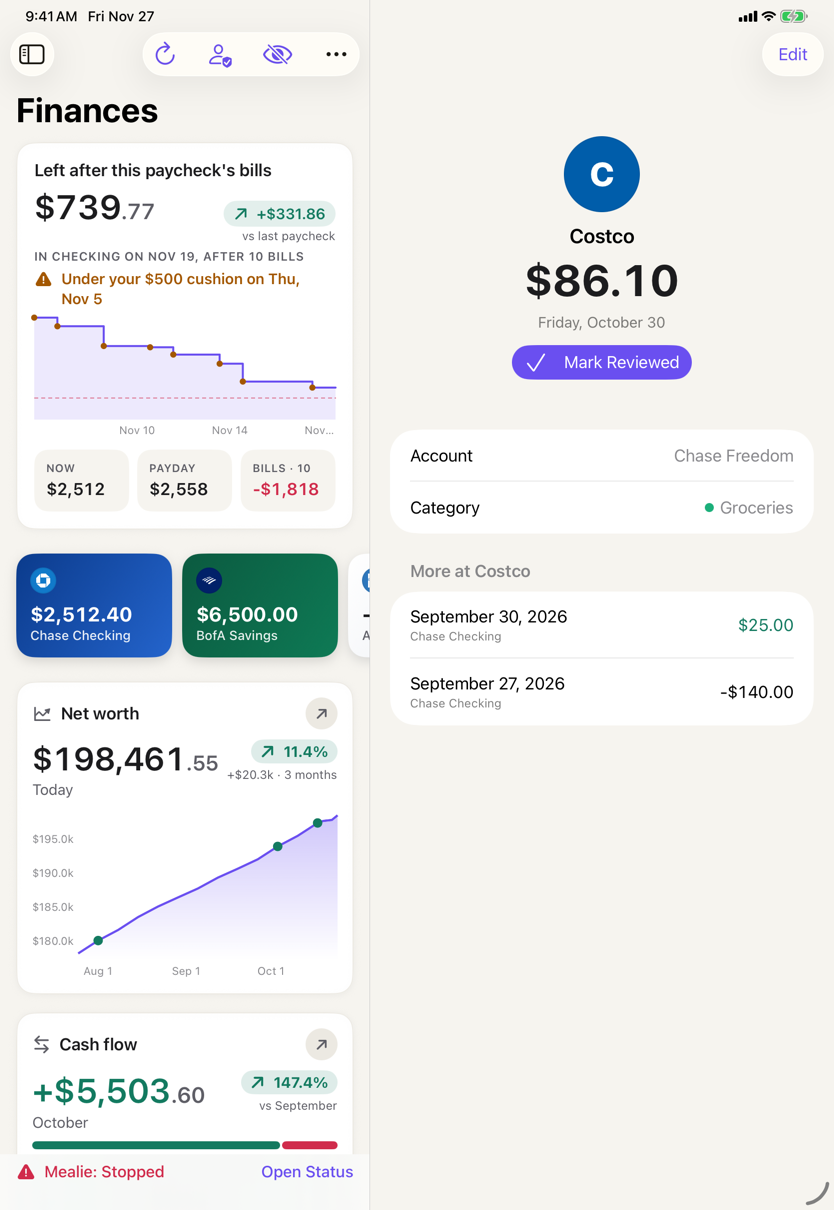 9:41 AM Fri Nov 27
Finances
Left after this paycheck's bills
$739.77
+$331.86
vs last paycheck
IN CHECKING ON NOV 19, AFTER 10 BILLS
Under your $500 cushion on Thu,
Nov 5
Nov 10 Nov 14 Nov...
NOW
$2,512
PAYDAY
$2,558
BILLS · 10
-$1,818
$2,512.40
Chase Checking
$6,500.00
BofA Savings
Net worth
$198,461.55
11.4%
+$20.3k · 3 months
Today
$195.0k
$190.0k
$185.0k
$180.0k
Aug 1 Sep 1 Oct 1
Cash flow
+$5,503.60
147.4%
vs September
October
Mealie: Stopped
Open Status
Edit
C
Costco
$86.10
Friday, October 30
Mark Reviewed
Account Chase Freedom
Category Groceries
More at Costco
September 30, 2026
Chase Checking
$25.00
September 27, 2026
Chase Checking
-$140.00